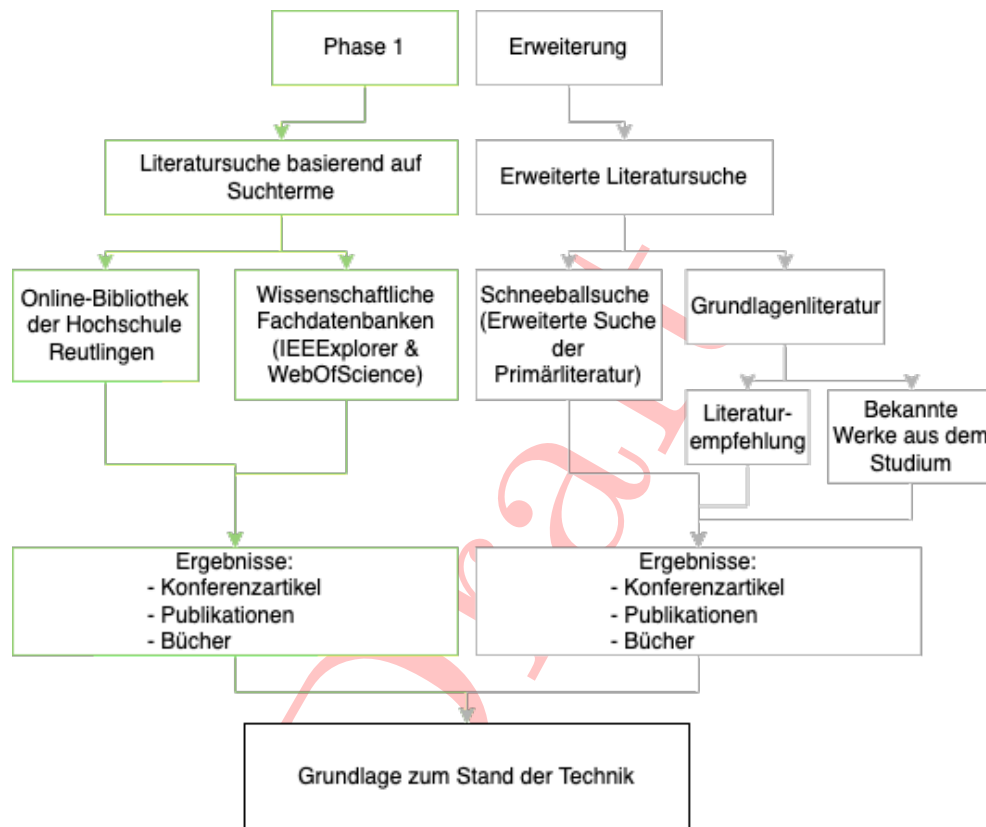 Phase 1
Erweiterung
Literatursuche basierend auf
Suchterme
Erweiterte Literatursuche
Online-Bibliothek
der Hochschule
Reutlingen
Wissenschaftliche
Fachdatenbanken
(IEEExplorer &
WebOfScience)
Schneeballsuche
(Erweiterte Suche
der
Primärliteratur)
Grundlagenliteratur
Literatur-
empfehlung
Bekannte
Werke aus dem
Studium
Ergebnisse:
- Konferenzartikel
- Publikationen
- Bücher
Ergebnisse:
- Konferenzartikel
- Publikationen
- Bücher
Grundlage zum Stand der Technik